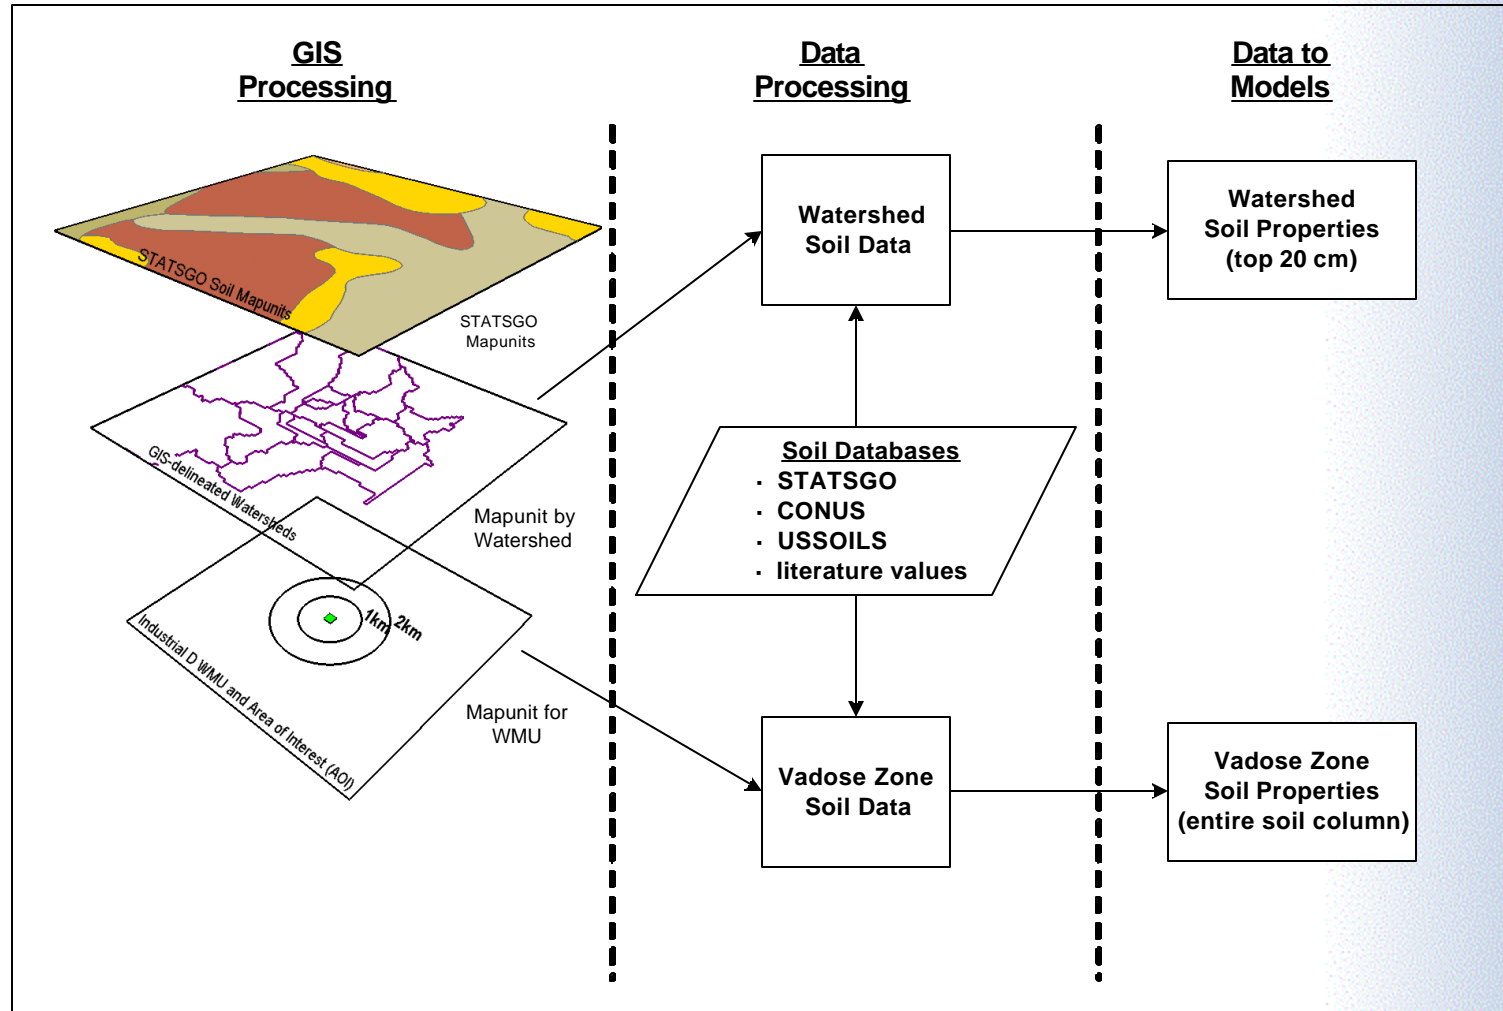 GIS
Processing
Data
Processing
Data to
Models
STATSGO Soil Mapunits
STATSGO
Mapunits
GIS-delineated Watersheds
Mapunit by
Watershed
1km
2km
Industrial D WMU and Area of Interest (AOI)
Mapunit for
WMU
Watershed
Soil Data
Soil Databases
· STATSGO
· CONUS
· USSOILS
· literature values
Vadose Zone
Soil Data
Watershed
Soil Properties
(top 20 cm)
Vadose Zone
Soil Properties
(entire soil column)